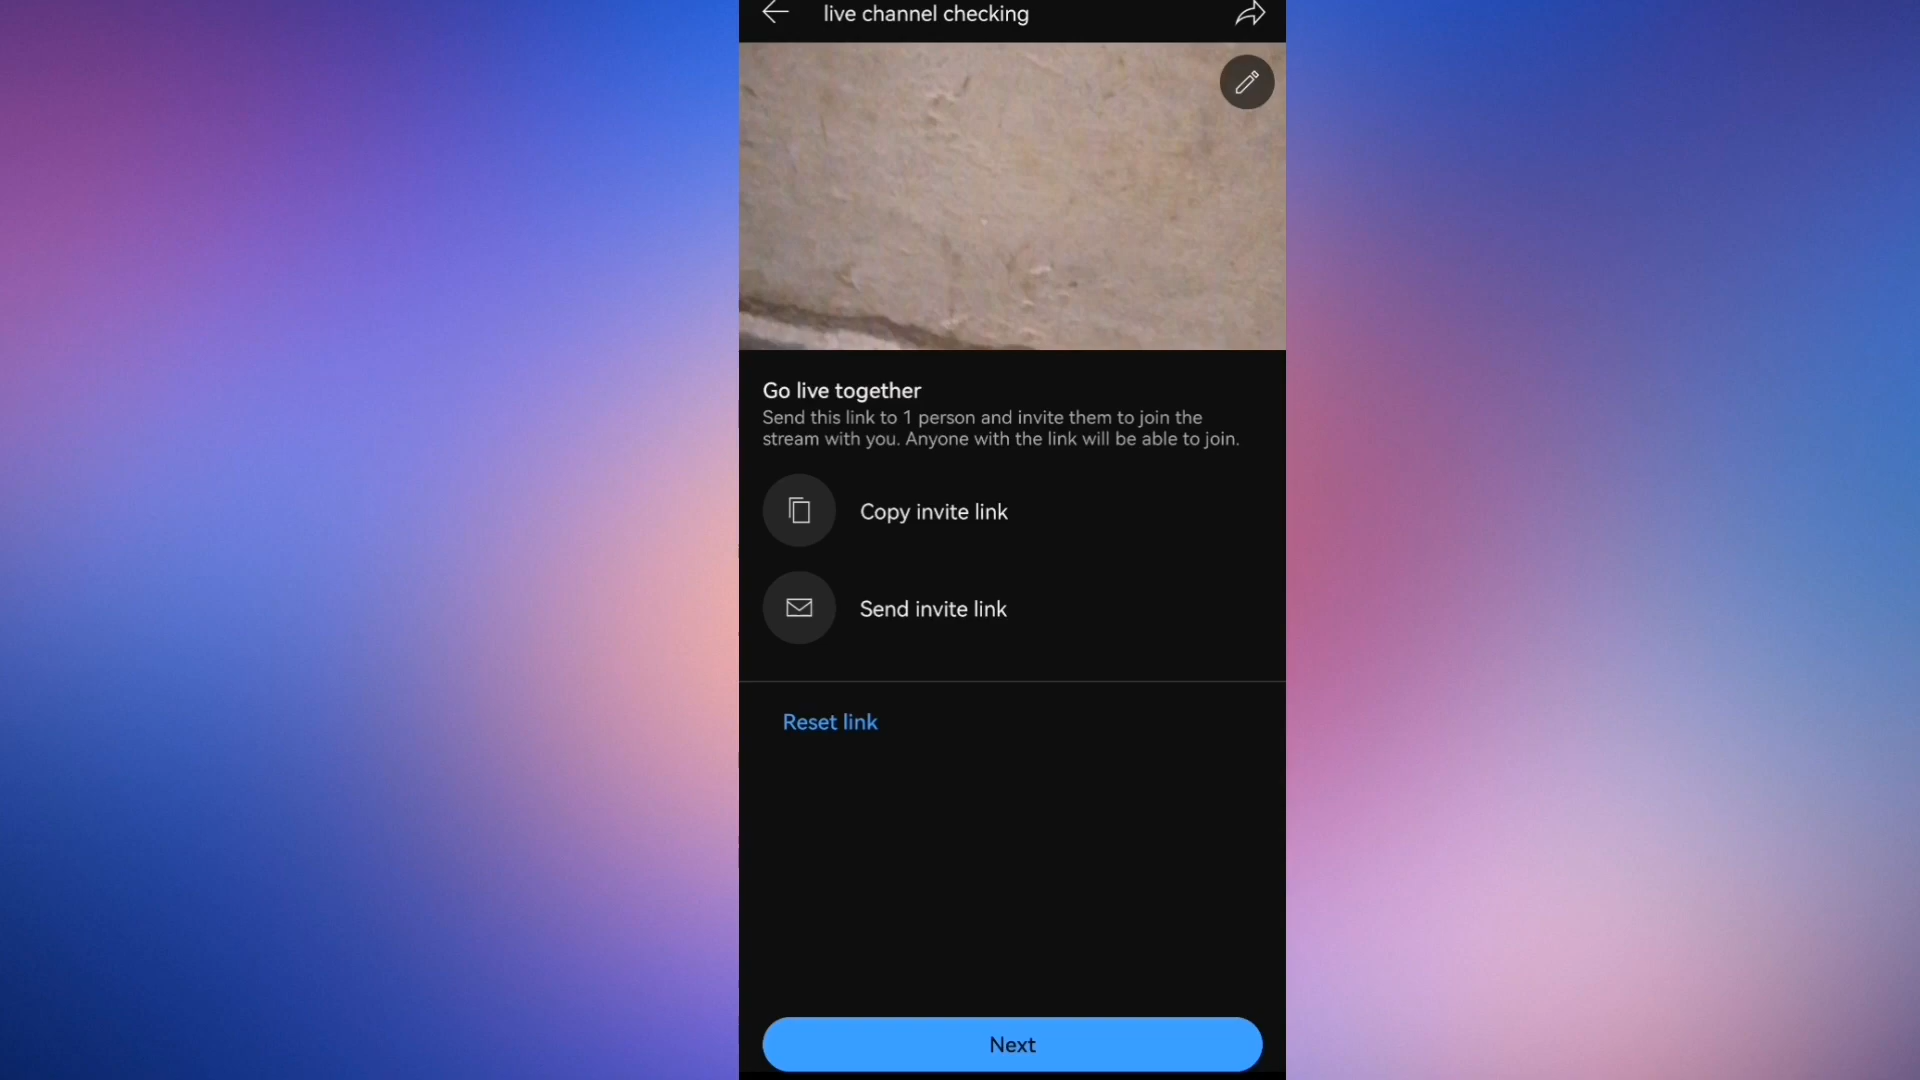 live channel checking
Go live together
Send this link to 1 person and invite them to join the
stream with you. Anyone with the link will be able to join.
Copy invite link
Send invite link
Reset link
Next